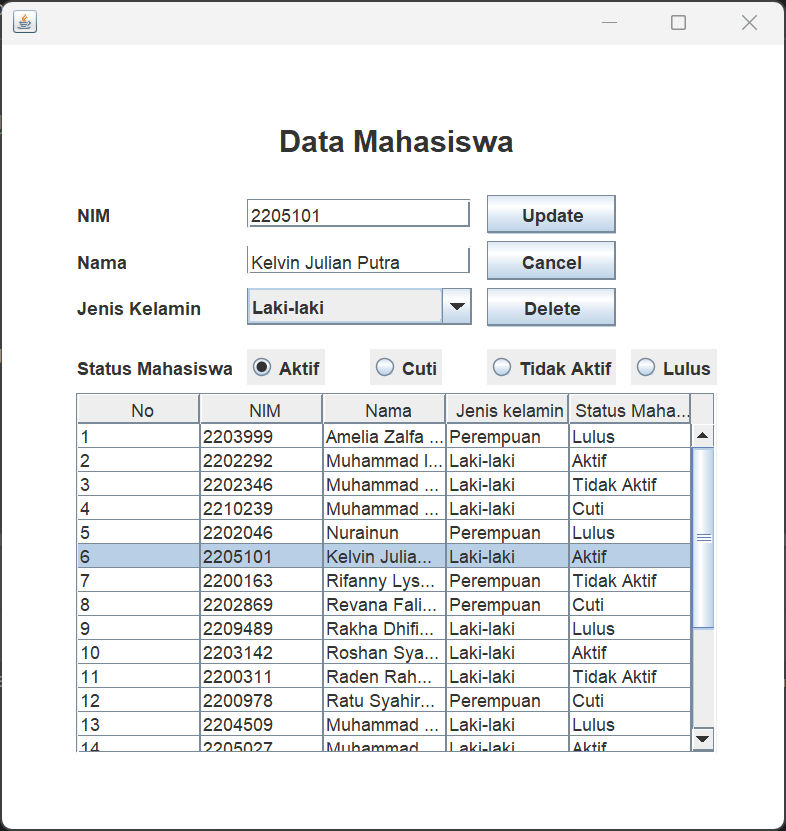 Data Mahasiswa
NIM 2205101 Update
Nama Kelvin Julian Putra Cancel
Jenis Kelamin Laki-laki Delete
Status Mahasiswa Aktif Cuti Tidak Aktif Lulus
No NIM Nama Jenis kelamin Status Maha...
1 2203999 Amelia Zalfa ... Perempuan Lulus
2 2202292 Muhammad I... Laki-laki Aktif
3 2202346 Muhammad ... Laki-laki Tidak Aktif
4 2210239 Muhammad ... Laki-laki Cuti
5 2202046 Nurainun Perempuan Lulus
6 2205101 Kelvin Julia... Laki-laki Aktif
7 2200163 Rifanny Lys... Perempuan Tidak Aktif
8 2202869 Revana Fali... Perempuan Cuti
9 2209489 Rakha Dhifi... Laki-laki Lulus
10 2203142 Roshan Sya... Laki-laki Aktif
11 2200311 Raden Rah... Laki-laki Tidak Aktif
12 2200978 Ratu Syahir... Perempuan Cuti
13 2204509 Muhammad ... Laki-laki Lulus
14 2205027 Muhammad ... Laki-laki Aktif